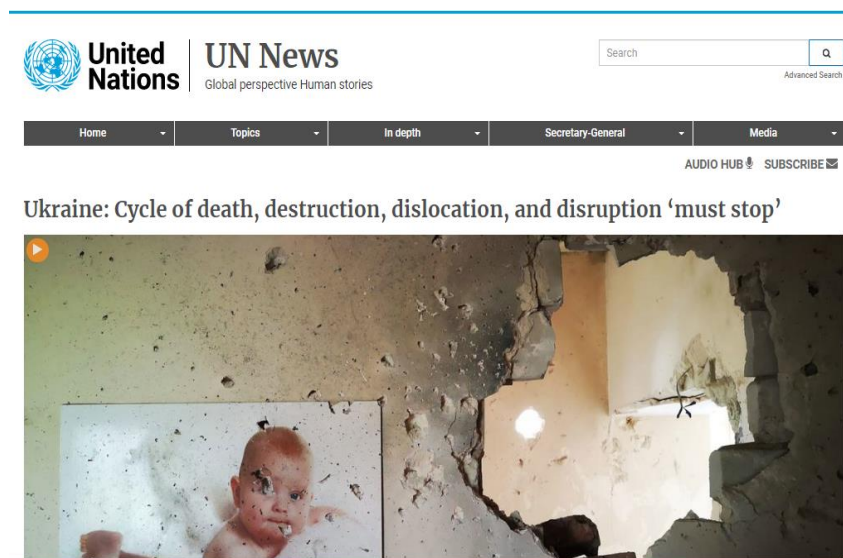 United
Nations
UN News
Global perspective Human stories
Search
Advanced Search
Home
Topics
In depth
Secretary-General
Media
AUDIO HUB
SUBSCRIBE
Ukraine: Cycle of death, destruction, dislocation, and disruption ‘must stop’